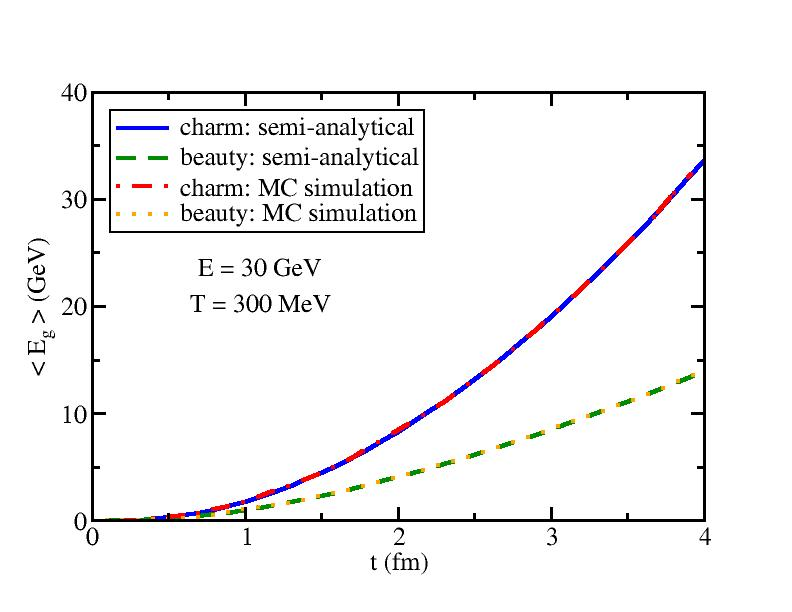 40
30
20
10
0
charm: semi-analytical
beauty: semi-analytical
charm: MC simulation
beauty: MC simulation
E = 30 GeV
T = 300 MeV
< E_g > (GeV)
0 1 2 3 4
t (fm)